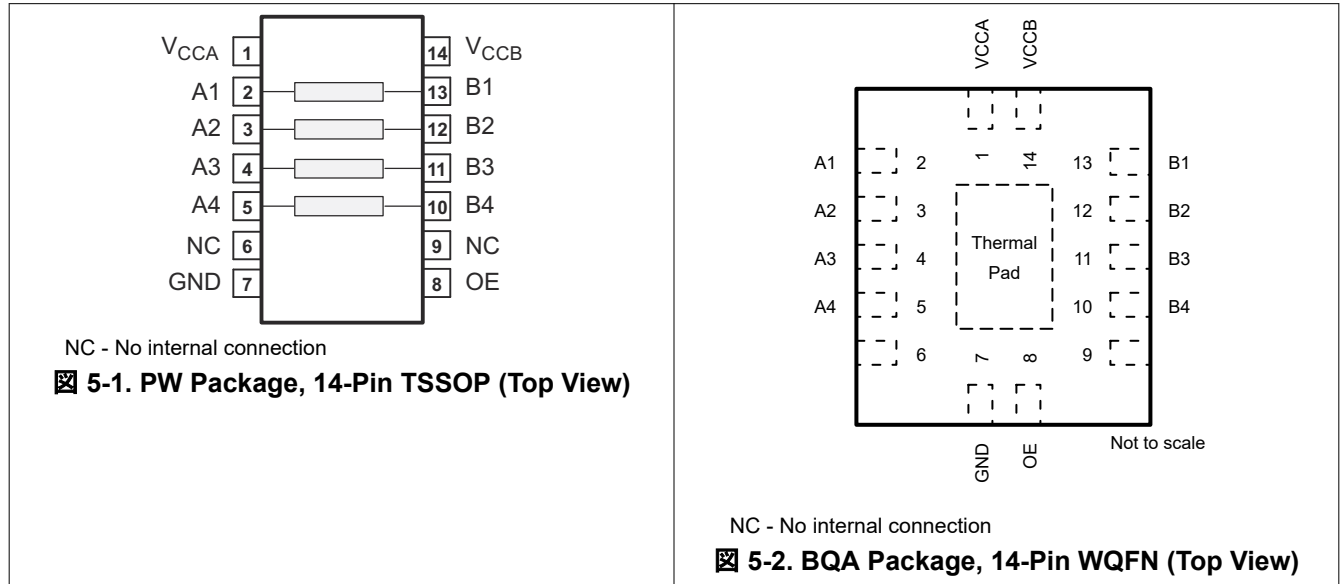 VCCA 1 14 VCCB
A1 2 13 B1
A2 3 12 B2
A3 4 11 B3
A4 5 10 B4
NC 6 9 NC
GND 7 8 OE
NC - No internal connection
図 5-1. PW Package, 14-Pin TSSOP (Top View)
VCCA VCCB
1 14
A1 2 13 B1
A2 3 12 B2
A3 4 11 B3
A4 5 10 B4
6 9
Thermal
Pad
7 8
GND OE
Not to scale
NC - No internal connection
図 5-2. BQA Package, 14-Pin WQFN (Top View)